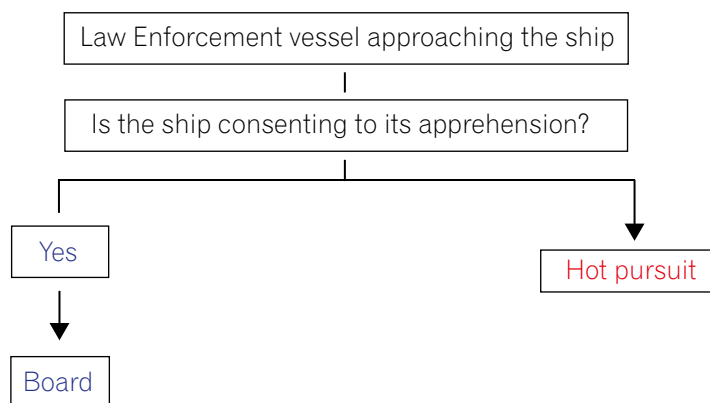 Law Enforcement vessel approaching the ship
Is the ship consenting to its apprehension?
Yes
Hot pursuit
Board